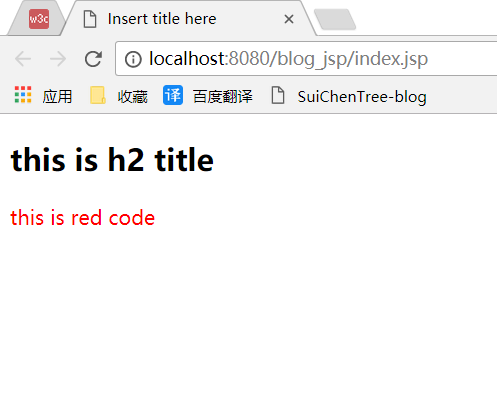 w3c
Insert title here
localhost:8080/blog_jsp/index.jsp
应用 收藏 译 百度翻译 SuiChenTree-blog
this is h2 title
this is red code